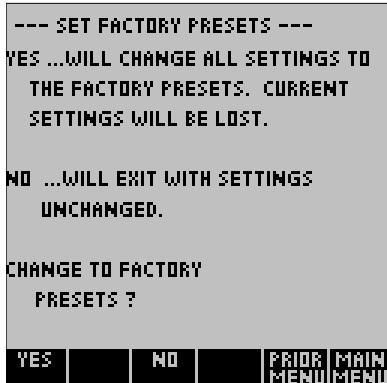 --- SET FACTORY PRESETS ---
YES ...WILL CHANGE ALL SETTINGS TO
THE FACTORY PRESETS. CURRENT
SETTINGS WILL BE LOST.
NO ...WILL EXIT WITH SETTINGS
UNCHANGED.
CHANGE TO FACTORY
PRESETS ?
YES NO PRIOR MENU MAIN MENU